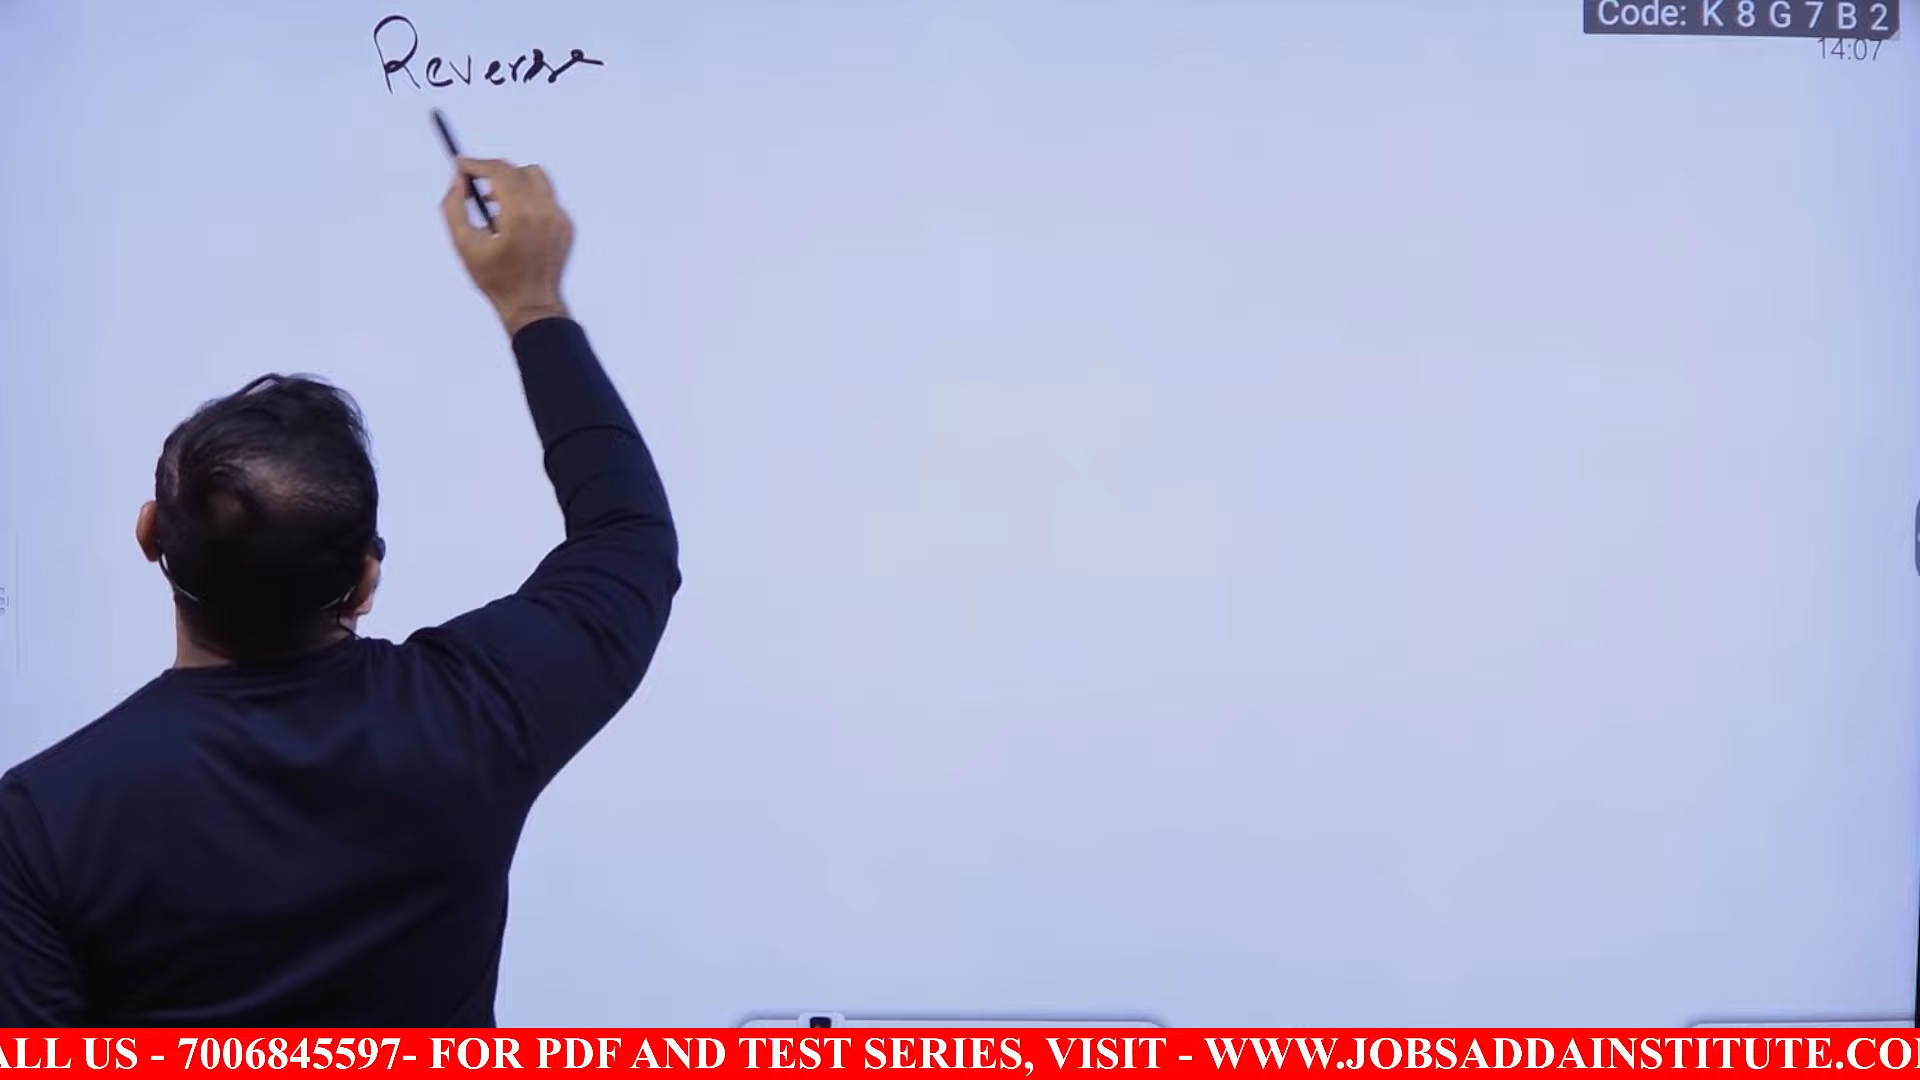 Reverse
Code: K 8 G 7 B 2
14:07
ALL US - 7006845597- FOR PDF AND TEST SERIES, VISIT - WWW.JOBSADDAINSTITUTE.CO